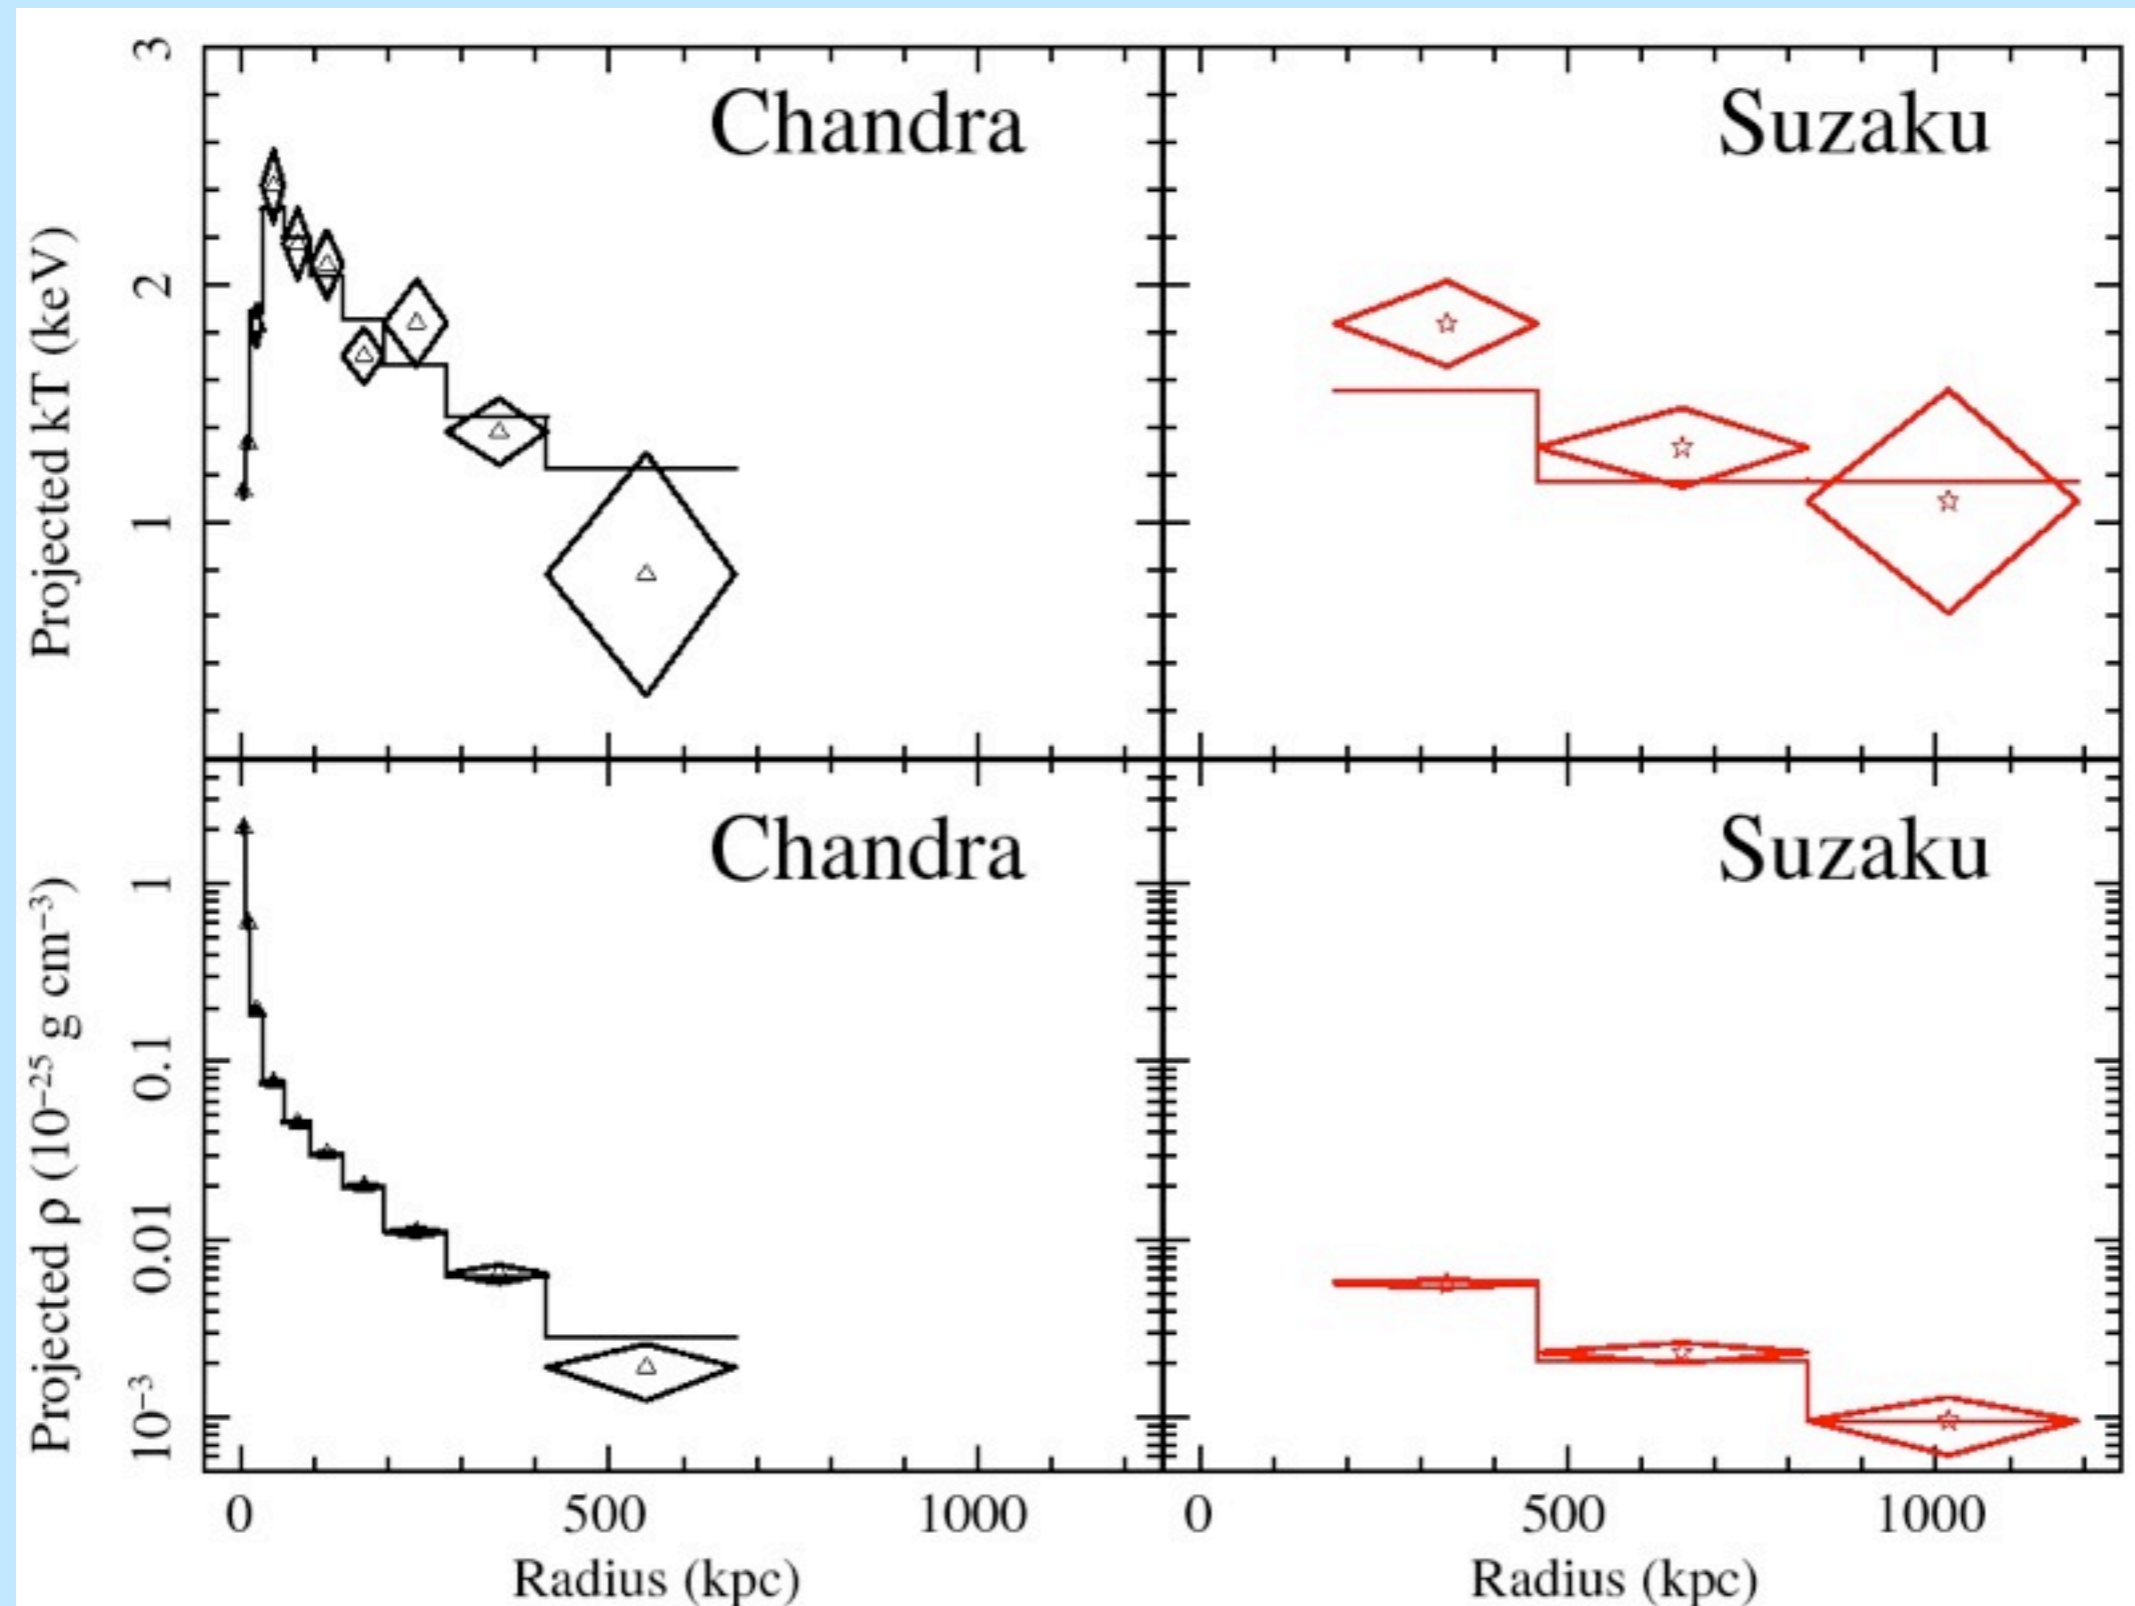 Chandra
Suzaku
Projected kT (keV)
3
2
1
Chandra
Suzaku
Projected ρ (10⁻²⁵ g cm⁻³)
1
0.1
0.01
10⁻³
0 500 1000
0 500 1000
Radius (kpc)
Radius (kpc)